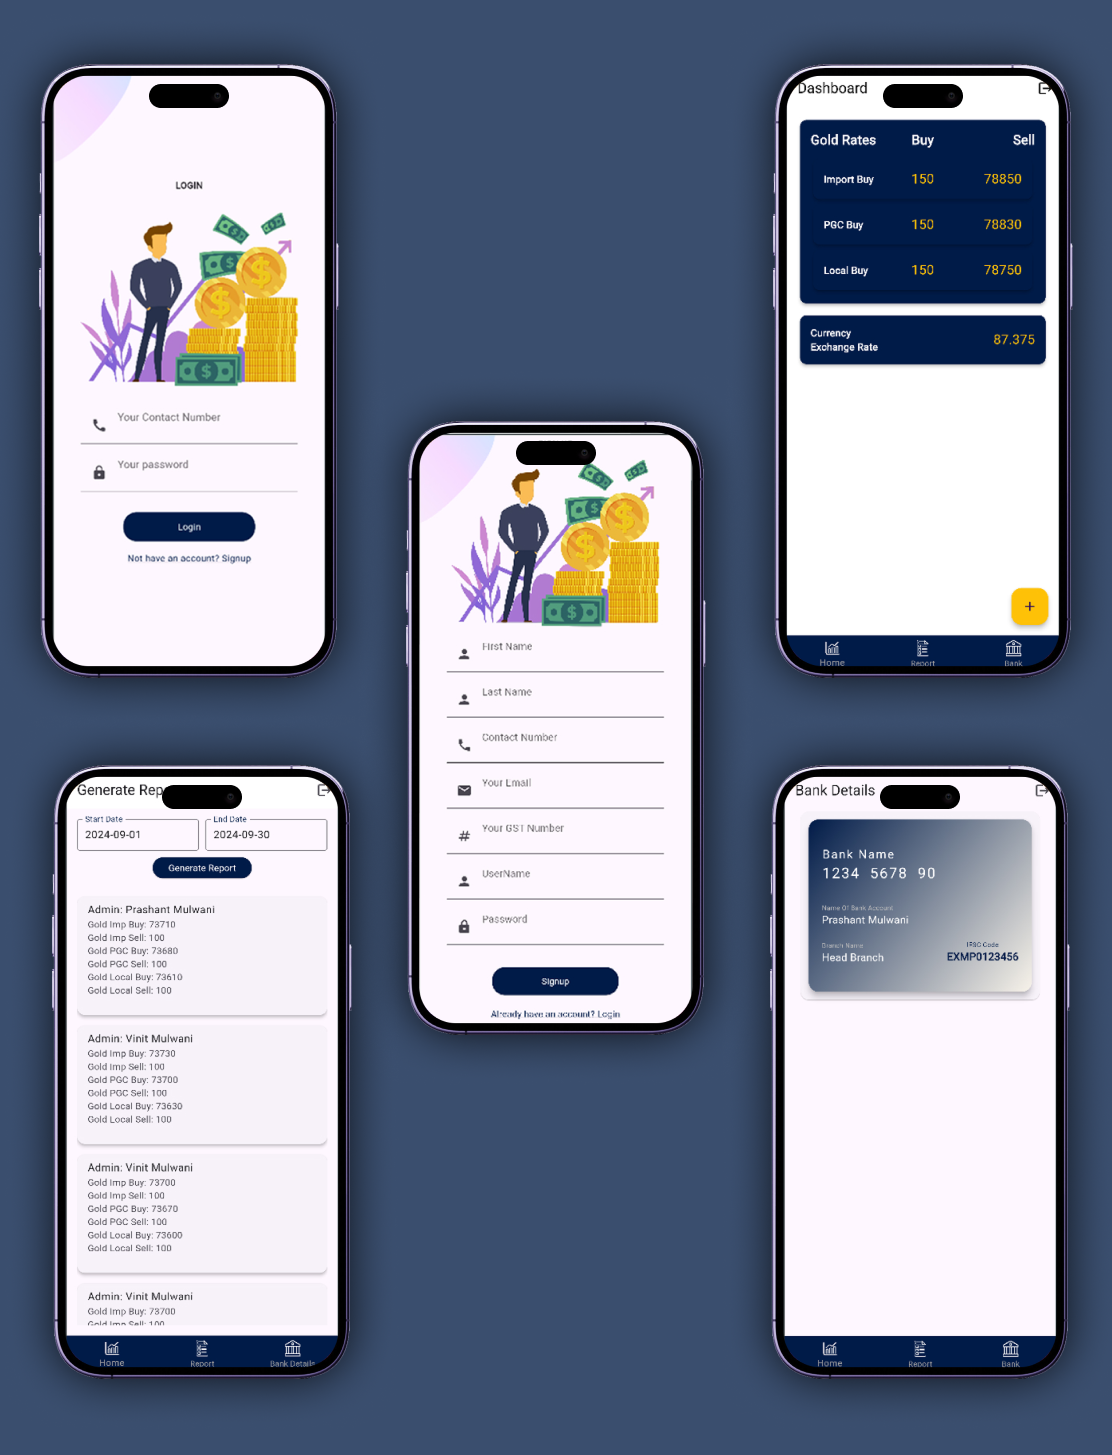 LOGIN
Your Contact Number
Your password
Login
Not have an account? Signup
Dashboard
Gold Rates Buy Sell
Import Buy 150 78850
PGC Buy 150 78830
Local Buy 150 78750
Currency
Exchange Rate 87.375
+
Home Report Bank
First Name
Last Name
Contact Number
Your Email
# Your GST Number
UserName
Password
Signup
Already have an account? Login
Generate Rep
Start Date End Date
2024-09-01 2024-09-30
Generate Report
Admin: Prashant Mulwani
Gold Imp Buy: 73710
Gold Imp Sell: 100
Gold PGC Buy: 73680
Gold PGC Sell: 100
Gold Local Buy: 73610
Gold Local Sell: 100
Admin: Vinit Mulwani
Gold Imp Buy: 73730
Gold Imp Sell: 100
Gold PGC Buy: 73700
Gold PGC Sell: 100
Gold Local Buy: 73630
Gold Local Sell: 100
Admin: Vinit Mulwani
Gold Imp Buy: 73700
Gold Imp Sell: 100
Gold PGC Buy: 73670
Gold PGC Sell: 100
Gold Local Buy: 73600
Gold Local Sell: 100
Admin: Vinit Mulwani
Gold Imp Buy: 73700
Gold Imp Sell: 100
Home Report Bank Details
Bank Details
Bank Name
1234 5678 90
Name Of Bank Account
Prashant Mulwani
Branch Name IFSC Code
Head Branch EXMP0123456
Home Report Bank